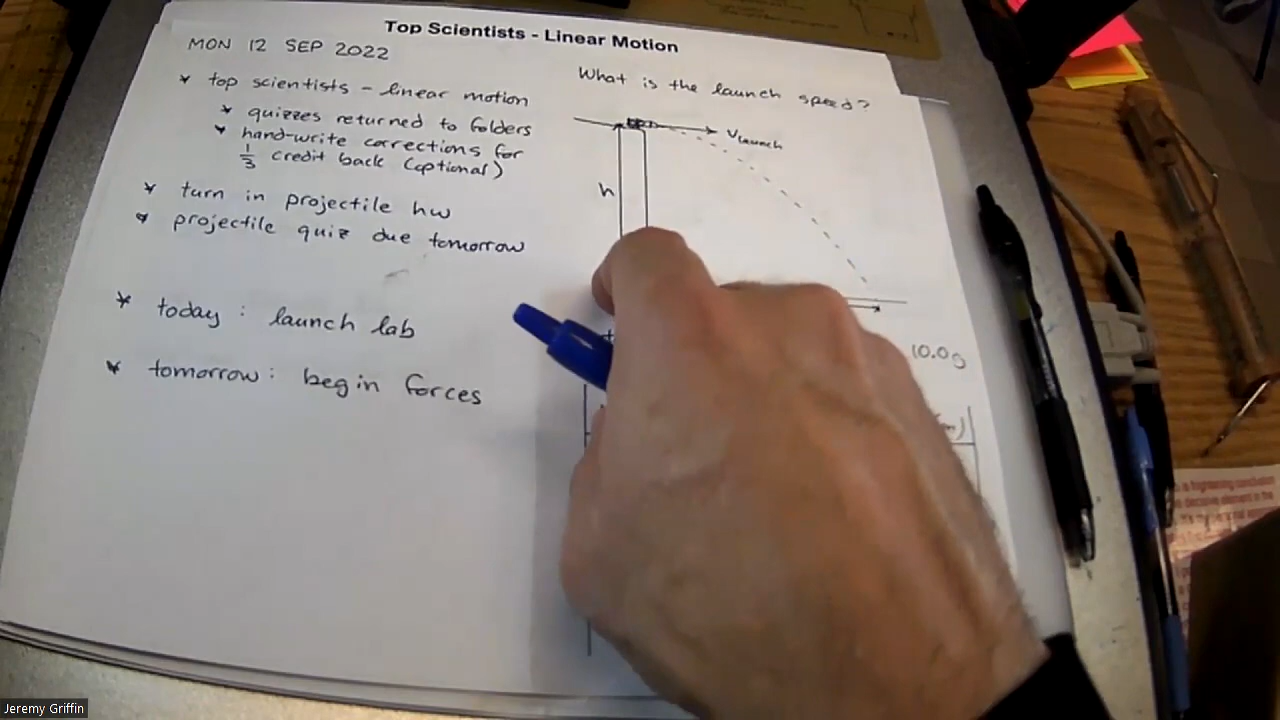 Top Scientists - Linear Motion
MON 12 SEP 2022
* top scientists - linear motion
* quizzes returned to folders
* hand-write corrections for
1/3 credit back (optional)
* turn in projectile hw
* projectile quiz due tomorrow
* today : launch lab
* tomorrow: begin forces
What is the launch speed?
Vlaunch
h
10.0g
Jeremy Griffin